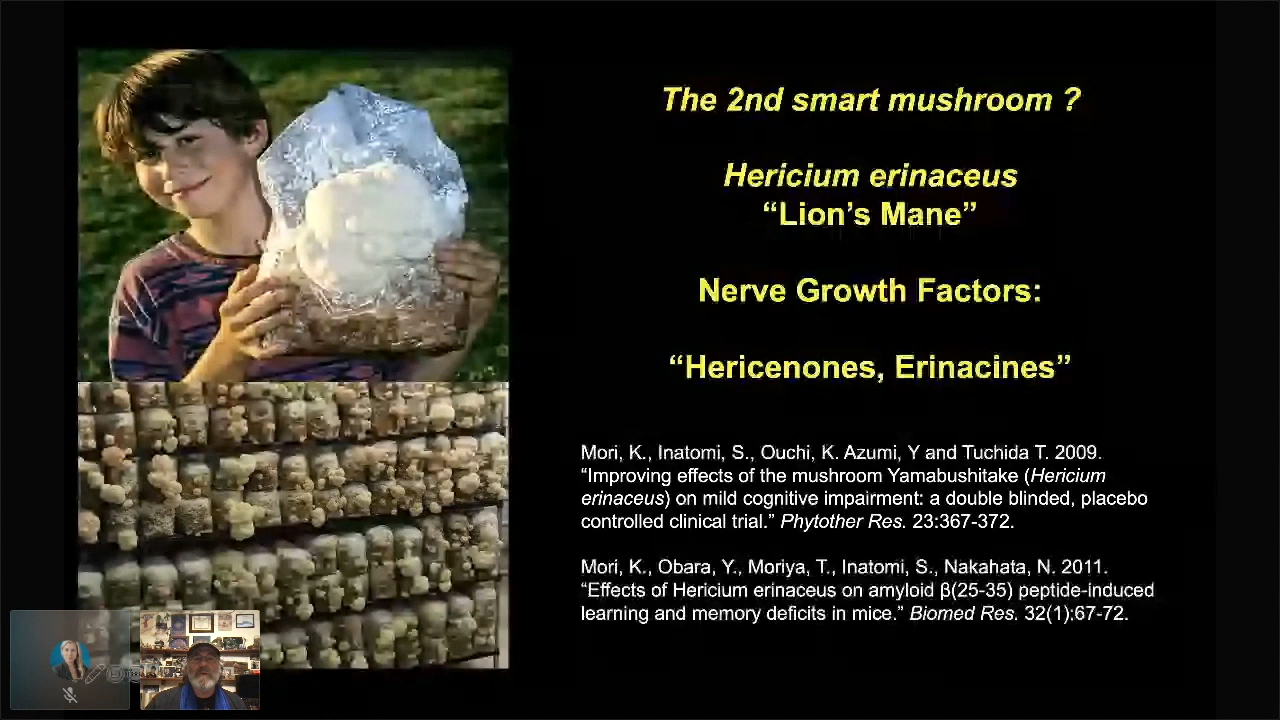 The 2nd smart mushroom ?
Hericium erinaceus
“Lion’s Mane”
Nerve Growth Factors:
“Hericenones, Erinacines”
Mori, K., Inatomi, S., Ouchi, K. Azumi, Y and Tuchida T. 2009.
“Improving effects of the mushroom Yamabushitake (Hericium
erinaceus) on mild cognitive impairment: a double blinded, placebo
controlled clinical trial.” Phytother Res. 23:367-372.
Mori, K., Obara, Y., Moriya, T., Inatomi, S., Nakahata, N. 2011.
“Effects of Hericium erinaceus on amyloid β(25-35) peptide-induced
learning and memory deficits in mice.” Biomed Res. 32(1):67-72.